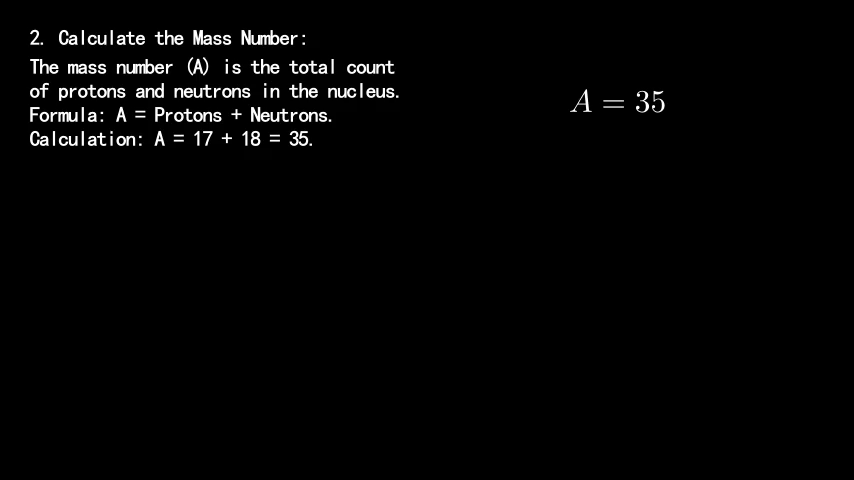 2. Calculate the Mass Number:
The mass number (A) is the total count
of protons and neutrons in the nucleus.
Formula: A = Protons + Neutrons.
Calculation: A = 17 + 18 = 35.
A = 35